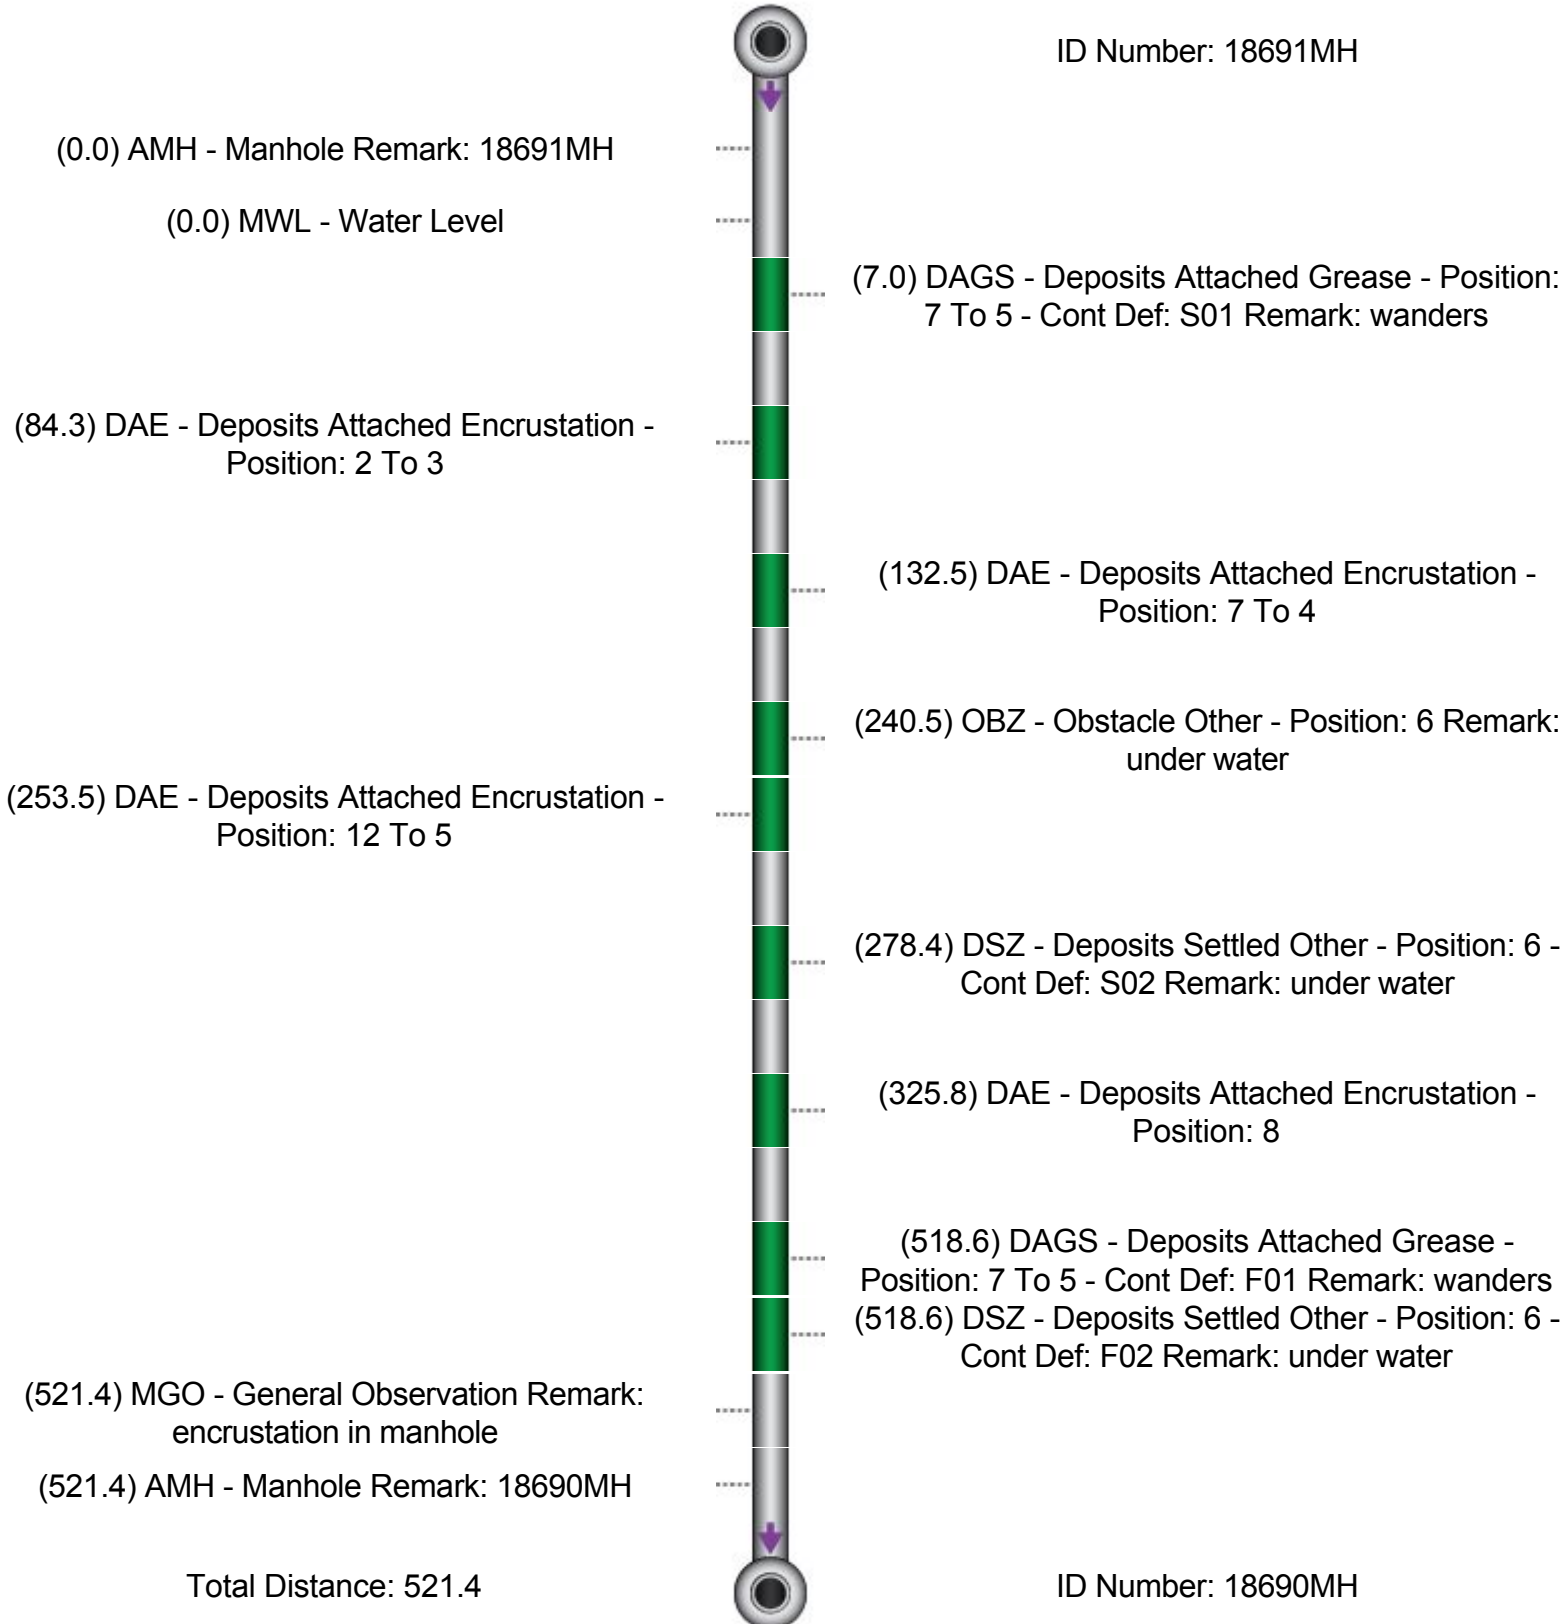 ID Number: 18691MH
(0.0) AMH - Manhole Remark: 18691MH
(0.0) MWL - Water Level
(7.0) DAGS - Deposits Attached Grease - Position:
7 To 5 - Cont Def: S01 Remark: wanders
(84.3) DAE - Deposits Attached Encrustation -
Position: 2 To 3
(132.5) DAE - Deposits Attached Encrustation -
Position: 7 To 4
(240.5) OBZ - Obstacle Other - Position: 6 Remark:
under water
(253.5) DAE - Deposits Attached Encrustation -
Position: 12 To 5
(278.4) DSZ - Deposits Settled Other - Position: 6 -
Cont Def: S02 Remark: under water
(325.8) DAE - Deposits Attached Encrustation -
Position: 8
(518.6) DAGS - Deposits Attached Grease -
Position: 7 To 5 - Cont Def: F01 Remark: wanders
(518.6) DSZ - Deposits Settled Other - Position: 6 -
Cont Def: F02 Remark: under water
(521.4) MGO - General Observation Remark:
encrustation in manhole
(521.4) AMH - Manhole Remark: 18690MH
Total Distance: 521.4
ID Number: 18690MH